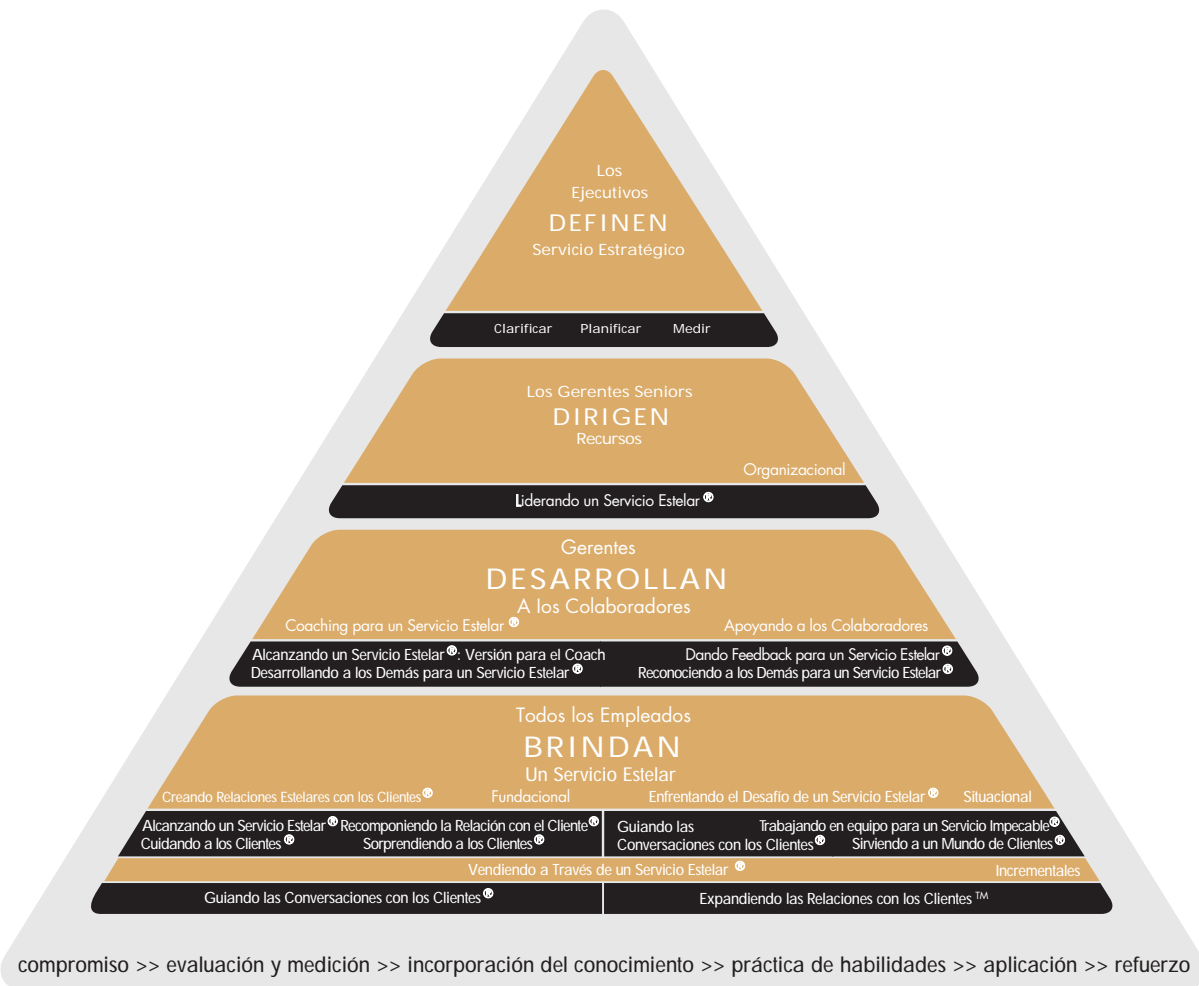 Los
Ejecutivos
DEFINEN
Servicio Estratégico
Clarificar Planificar Medir
Los Gerentes Seniors
DIRIGEN
Recursos
Organizacional
Liderando un Servicio Estelar®
Gerentes
DESARROLLAN
A los Colaboradores
Coaching para un Servicio Estelar® Apoyando a los Colaboradores
Alcanzando un Servicio Estelar®: Versión para el Coach Dando Feedback para un Servicio Estelar®
Desarrollando a los Demás para un Servicio Estelar® Reconociendo a los Demás para un Servicio Estelar®
Todos los Empleados
BRINDAN
Un Servicio Estelar
Creando Relaciones Estelares con los Clientes® Fundacional Enfrentando el Desafío de un Servicio Estelar® Situacional
Alcanzando un Servicio Estelar® Recomponiendo la Relación con el Cliente® Guiando las Trabajando en equipo para un Servicio Impecable®
Cuidando a los Clientes® Sorprendiendo a los Clientes® Conversaciones con los Clientes® Sirviendo a un Mundo de Clientes®
Vendiendo a Través de un Servicio Estelar® Incrementales
Guiando las Conversaciones con los Clientes® Expandiendo las Relaciones con los Clientes™
compromiso >> evaluación y medición >> incorporación del conocimiento >> práctica de habilidades >> aplicación >> refuerzo